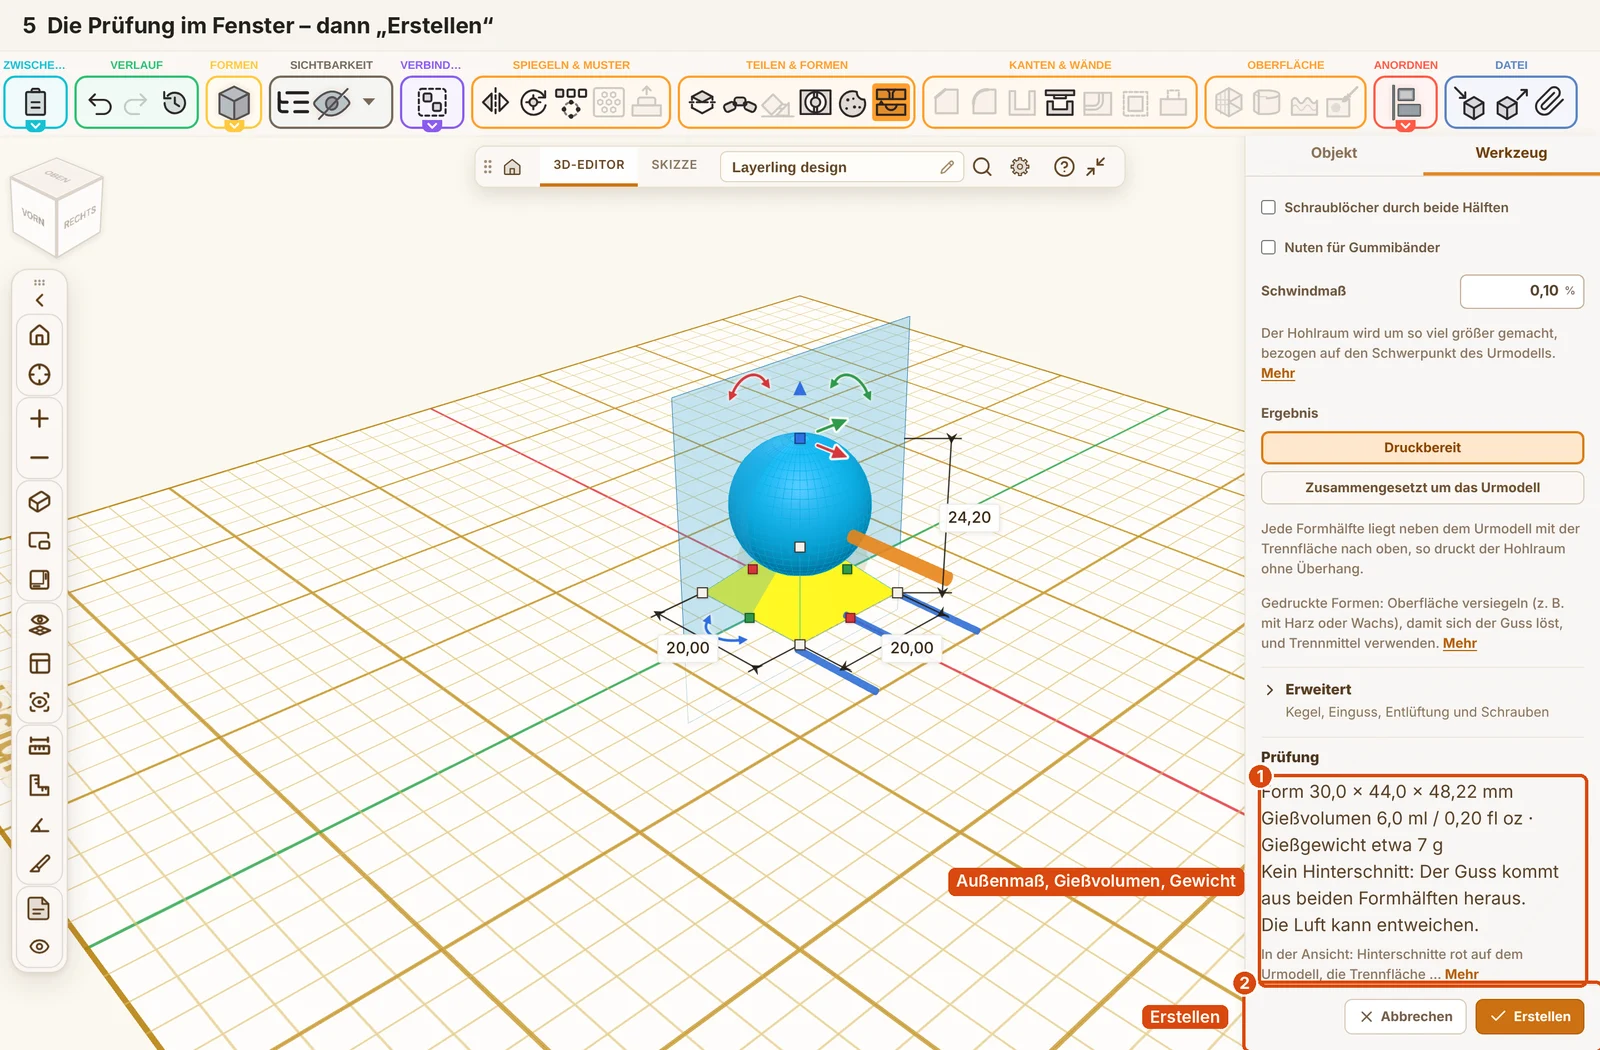 5 Die Prüfung im Fenster – dann „Erstellen“
ZWISCHE...
VERLAUF
FORMEN
SICHTBARKEIT
VERBIND...
SPIEGELN & MUSTER
TEILEN & FORMEN
KANTEN & WÄNDE
OBERFLÄCHE
ANORDNEN
DATEI
3D-EDITOR
SKIZZE
Layerling design
Objekt
Werkzeug
OBEN
VORN
RECHTS
Schraublöcher durch beide Hälften
Nuten für Gummibänder
Schwindmaß
0,10 %
Der Hohlraum wird um so viel größer gemacht,
bezogen auf den Schwerpunkt des Urmodells.
Mehr
Ergebnis
Druckbereit
Zusammengesetzt um das Urmodell
Jede Formhälfte liegt neben dem Urmodell mit der
Trennfläche nach oben, so druckt der Hohlraum
ohne Überhang.
Gedruckte Formen: Oberfläche versiegeln (z. B.
mit Harz oder Wachs), damit sich der Guss löst,
und Trennmittel verwenden. Mehr
Erweitert
Kegel, Einguss, Entlüftung und Schrauben
Prüfung
1
Form 30,0 × 44,0 × 48,22 mm
Gießvolumen 6,0 ml / 0,20 fl oz ·
Gießgewicht etwa 7 g
Kein Hinterschnitt: Der Guss kommt
aus beiden Formhälften heraus.
Die Luft kann entweichen.
In der Ansicht: Hinterschnitte rot auf dem
Urmodell, die Trennfläche ... Mehr
2
Abbrechen
Erstellen
24,20
20,00
20,00
Außenmaß, Gießvolumen, Gewicht
Erstellen